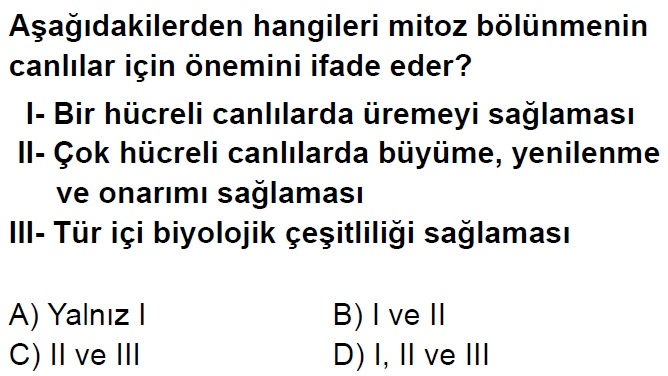 Aşağıdakilerden hangileri mitoz bölünmenin
canlılar için önemini ifade eder?
I- Bir hücreli canlılarda üremeyi sağlaması
II- Çok hücreli canlılarda büyüme, yenilenme
ve onarımı sağlaması
III- Tür içi biyolojik çeşitliliği sağlaması
A) Yalnız I B) I ve II
C) II ve III D) I, II ve III